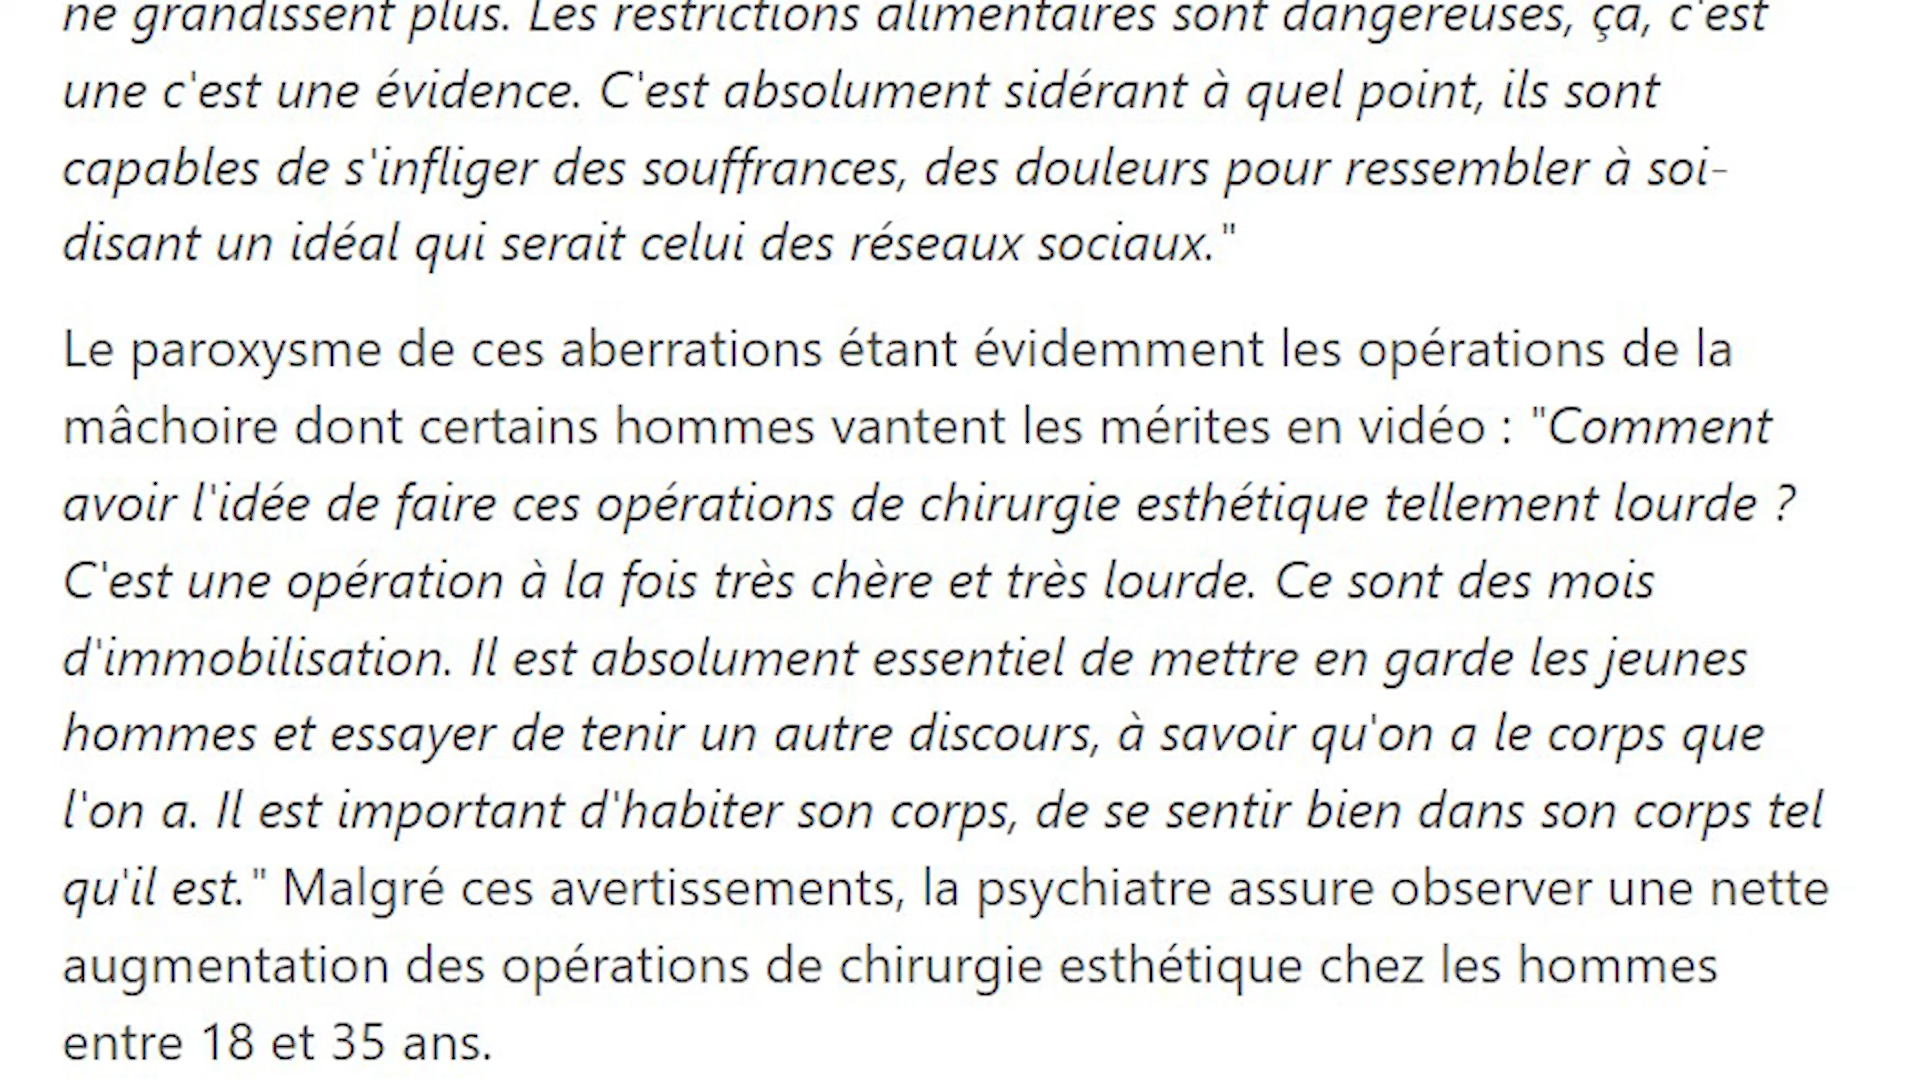 ne grandissent plus. Les restrictions alimentaires sont dangereuses, ça, c'est
une c'est une évidence. C'est absolument sidérant à quel point, ils sont
capables de s'infliger des souffrances, des douleurs pour ressembler à soi-
disant un idéal qui serait celui des réseaux sociaux."
Le paroxysme de ces aberrations étant évidemment les opérations de la
mâchoire dont certains hommes vantent les mérites en vidéo : "Comment
avoir l'idée de faire ces opérations de chirurgie esthétique tellement lourde ?
C'est une opération à la fois très chère et très lourde. Ce sont des mois
d'immobilisation. Il est absolument essentiel de mettre en garde les jeunes
hommes et essayer de tenir un autre discours, à savoir qu'on a le corps que
l'on a. Il est important d'habiter son corps, de se sentir bien dans son corps tel
qu'il est." Malgré ces avertissements, la psychiatre assure observer une nette
augmentation des opérations de chirurgie esthétique chez les hommes
entre 18 et 35 ans.